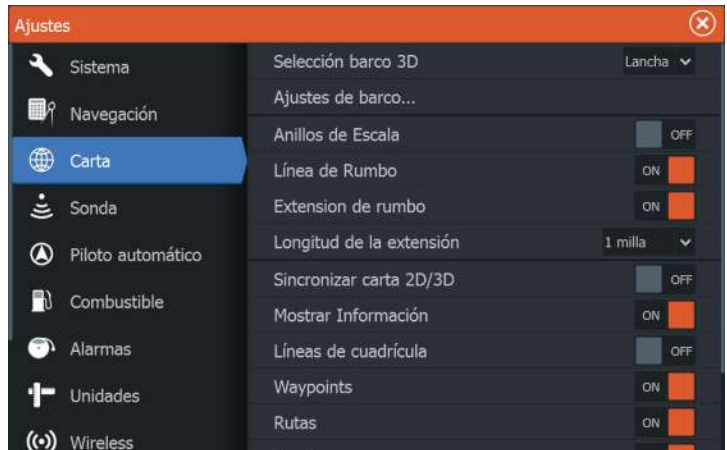 Ajustes
Sistema
Navegación
Carta
Sonda
Piloto automático
Combustible
Alarmas
Unidades
Wireless
Selección barco 3D Lancha
Ajustes de barco...
Anillos de Escala OFF
Línea de Rumbo ON
Extension de rumbo ON
Longitud de la extensión 1 milla
Sincronizar carta 2D/3D OFF
Mostrar Información ON
Líneas de cuadrícula OFF
Waypoints ON
Rutas ON